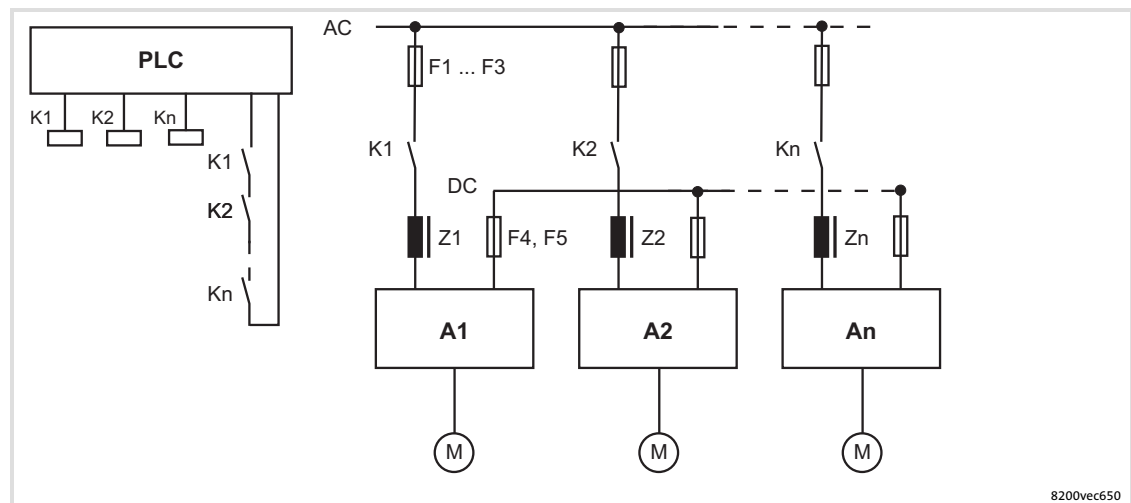 AC
PLC
F1 ... F3
K1 K2 Kn
K1 K1 K2 Kn
DC
K2
Z1 F4, F5 Z2 Zn
Kn
A1 A2 An
M M M
8200vec650